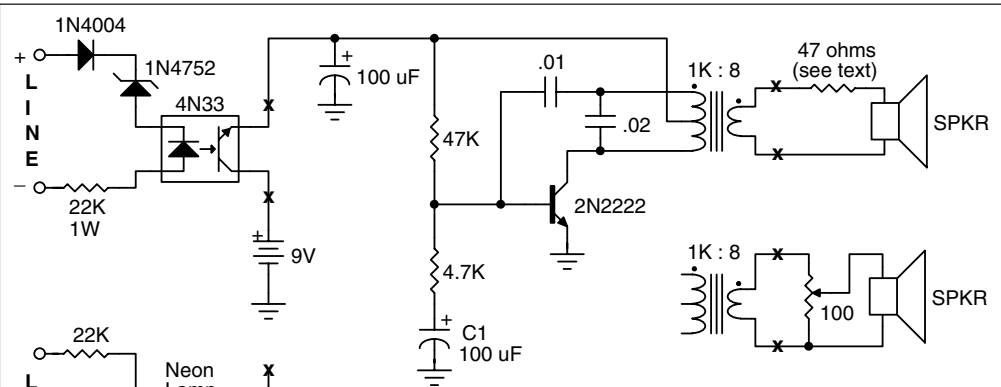 1N4004
+
L
I
N
E
–
1N4752
4N33
22K
1W
x
x
+
9V
+
100 uF
47K
.01
.02
2N2222
4.7K
+
C1
100 uF
1K : 8
x
x
47 ohms
(see text)
SPKR
1K : 8
x
x
100
SPKR
22K
L
Neon
x